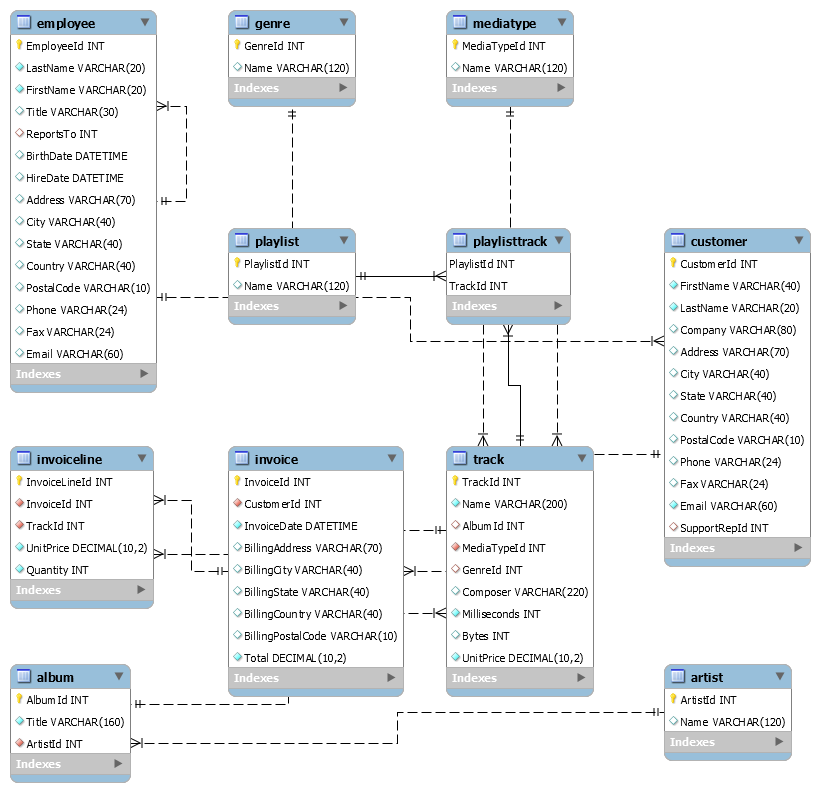 employee
EmployeeId INT
LastName VARCHAR(20)
FirstName VARCHAR(20)
Title VARCHAR(30)
ReportsTo INT
BirthDate DATETIME
HireDate DATETIME
Address VARCHAR(70)
City VARCHAR(40)
State VARCHAR(40)
Country VARCHAR(40)
PostalCode VARCHAR(10)
Phone VARCHAR(24)
Fax VARCHAR(24)
Email VARCHAR(60)
Indexes
genre
GenreId INT
Name VARCHAR(120)
Indexes
mediatype
MediaTypeId INT
Name VARCHAR(120)
Indexes
playlist
PlaylistId INT
Name VARCHAR(120)
Indexes
playlisttrack
PlaylistId INT
TrackId INT
Indexes
customer
CustomerId INT
FirstName VARCHAR(40)
LastName VARCHAR(20)
Company VARCHAR(80)
Address VARCHAR(70)
City VARCHAR(40)
State VARCHAR(40)
Country VARCHAR(40)
PostalCode VARCHAR(10)
Phone VARCHAR(24)
Fax VARCHAR(24)
Email VARCHAR(60)
SupportRepId INT
Indexes
invoiceline
InvoiceLineId INT
InvoiceId INT
TrackId INT
UnitPrice DECIMAL(10,2)
Quantity INT
Indexes
invoice
InvoiceId INT
CustomerId INT
InvoiceDate DATETIME
BillingAddress VARCHAR(70)
BillingCity VARCHAR(40)
BillingState VARCHAR(40)
BillingCountry VARCHAR(40)
BillingPostalCode VARCHAR(10)
Total DECIMAL(10,2)
Indexes
track
TrackId INT
Name VARCHAR(200)
AlbumId INT
MediaTypeId INT
GenreId INT
Composer VARCHAR(220)
Milliseconds INT
Bytes INT
UnitPrice DECIMAL(10,2)
Indexes
album
AlbumId INT
Title VARCHAR(160)
ArtistId INT
Indexes
artist
ArtistId INT
Name VARCHAR(120)
Indexes